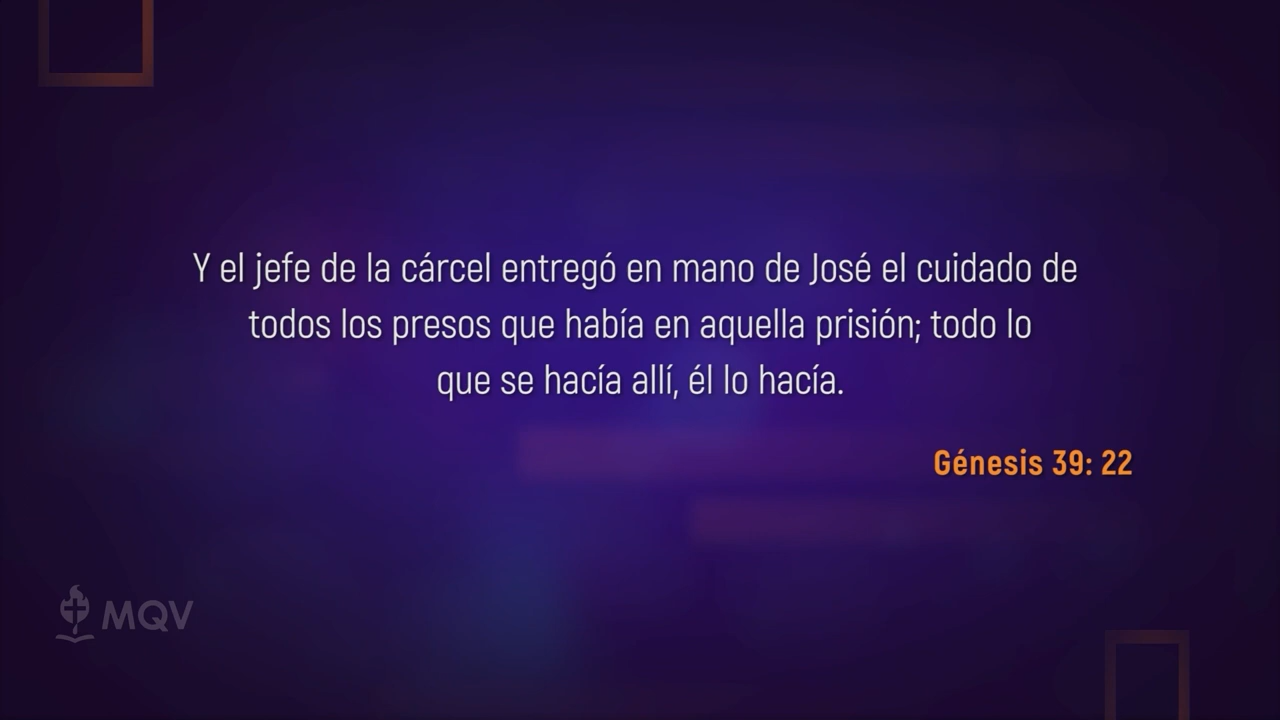 Y el jefe de la cárcel entregó en mano de José el cuidado de
todos los presos que había en aquella prisión; todo lo
que se hacía allí, él lo hacía.
Génesis 39: 22
MQV